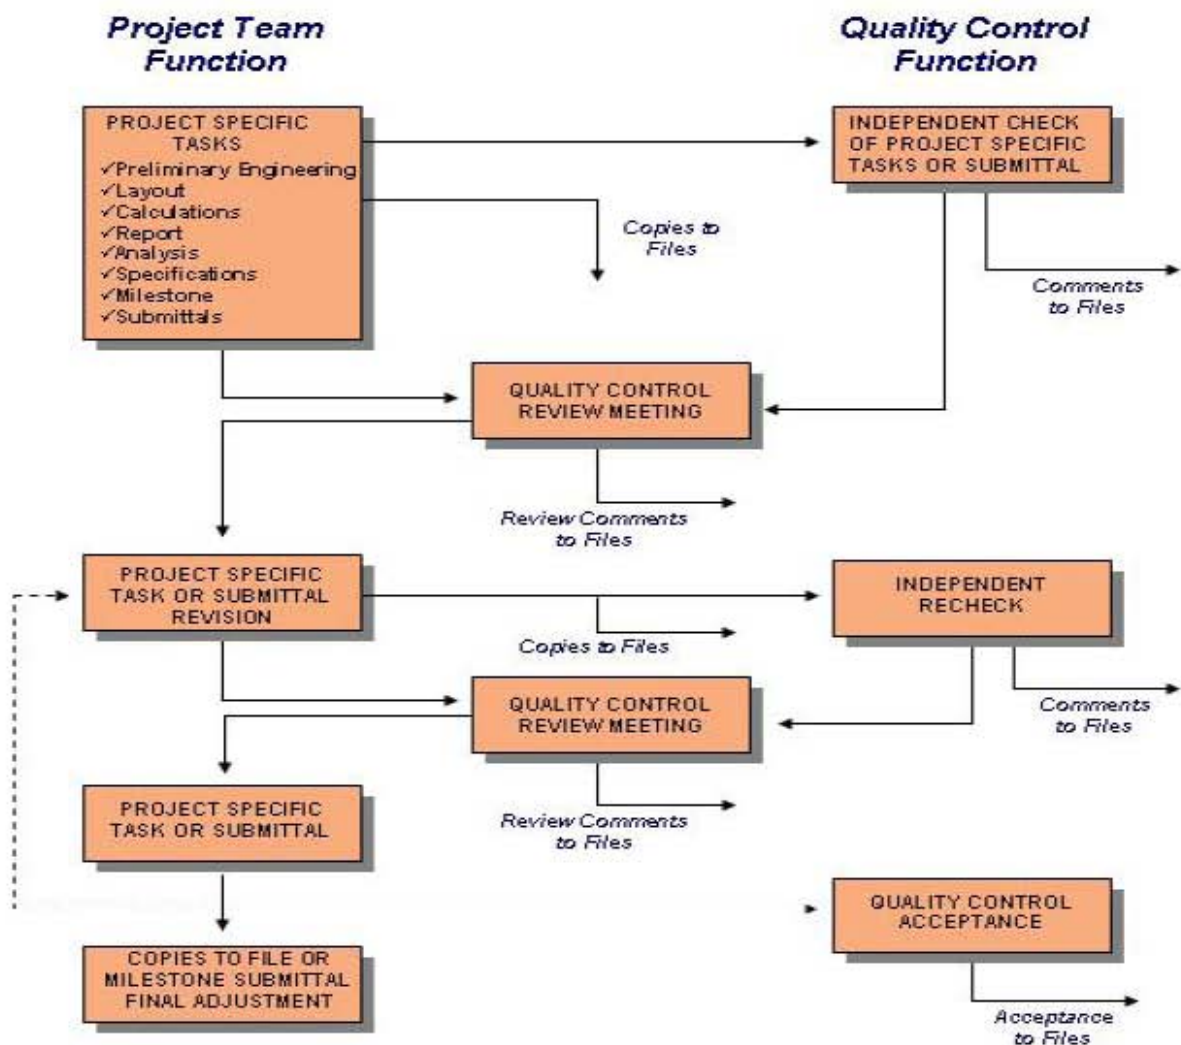 Project Team
Function
Quality Control
Function
PROJECT SPECIFIC
TASKS
✓Preliminary Engineering
✓Layout
✓Calculations
✓Report
✓Analysis
✓Specifications
✓Milestone
✓Submittals
INDEPENDENT CHECK
OF PROJECT SPECIFIC
TASKS OR SUBMITTAL
Copies to
Files
Comments
to Files
QUALITY CONTROL
REVIEW MEETING
Review Comments
to Files
PROJECT SPECIFIC
TASK OR SUBMITTAL
REVISION
INDEPENDENT
RECHECK
Copies to Files
Comments
to Files
QUALITY CONTROL
REVIEW MEETING
Review Comments
to Files
PROJECT SPECIFIC
TASK OR SUBMITTAL
QUALITY CONTROL
ACCEPTANCE
COPIES TO FILE OR
MILESTONE SUBMITTAL
FINAL ADJUSTMENT
Acceptance
to Files